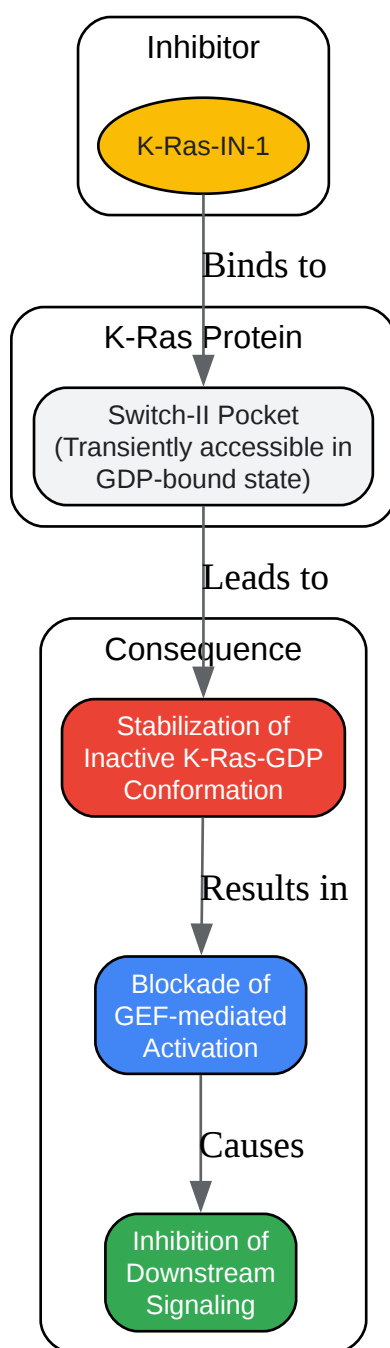 Inhibitor
K-Ras-IN-1
Binds to
K-Ras Protein
Switch-II Pocket
(Transiently accessible in
GDP-bound state)
Leads to
Consequence
Stabilization of
Inactive K-Ras-GDP
Conformation
Results in
Blockade of
GEF-mediated
Activation
Causes
Inhibition of
Downstream
Signaling